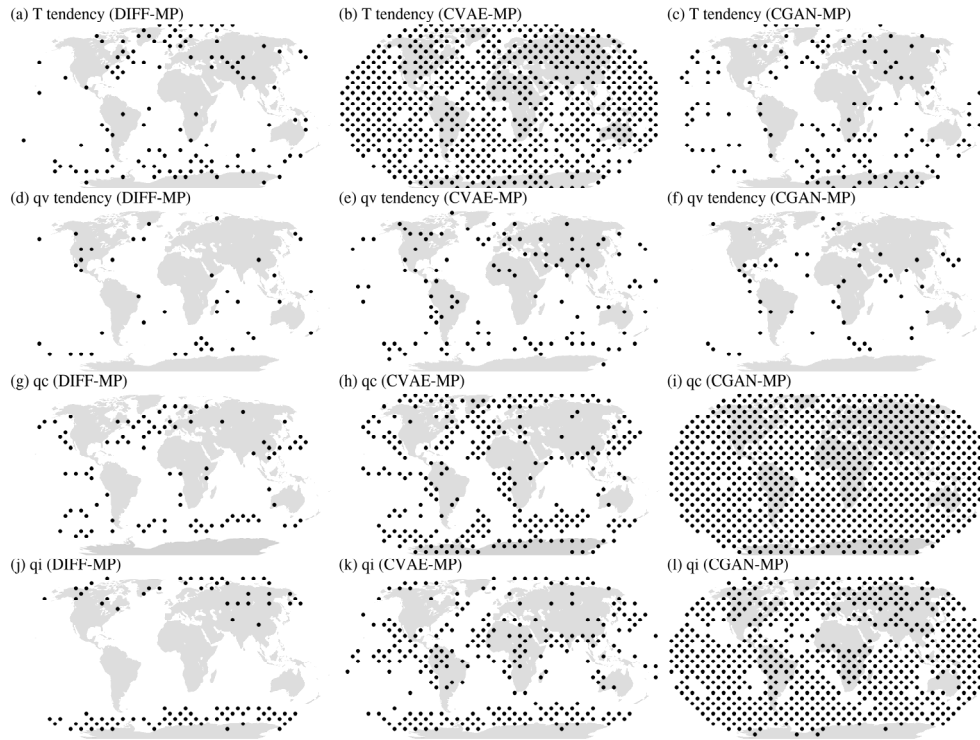 (a) T tendency (DIFF-MP)
(b) T tendency (CVAE-MP)
(c) T tendency (CGAN-MP)
(d) qv tendency (DIFF-MP)
(e) qv tendency (CVAE-MP)
(f) qv tendency (CGAN-MP)
(g) qc (DIFF-MP)
(h) qc (CVAE-MP)
(i) qc (CGAN-MP)
(j) qi (DIFF-MP)
(k) qi (CVAE-MP)
(l) qi (CGAN-MP)